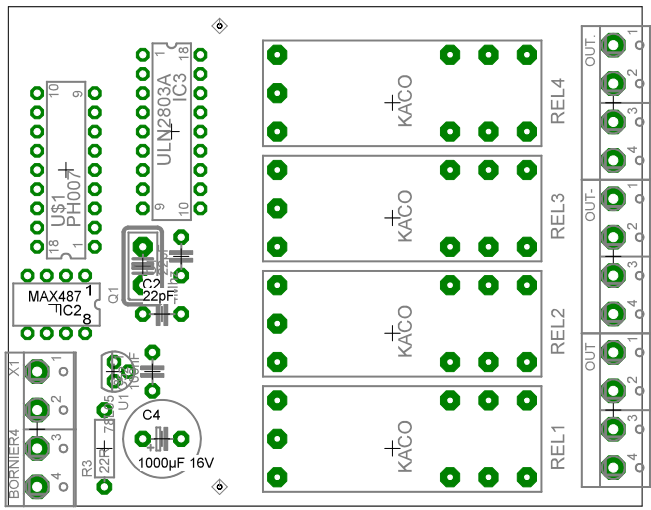 OUT.
1
2
3
4
10
9
U$1
PH007
18
1
1
18
ULN2803A
IC3
9
10
KACO
REL4
KACO
REL3
OUT-
1
2
3
4
MAX487
1
IC2
8
Q1
C2
22pF
22pF
KACO
REL2
OUT
1
2
3
4
X1
1
2
3
4
BORNIER4
U1
100nF
C4
1000µF 16V
R3
KACO
REL1